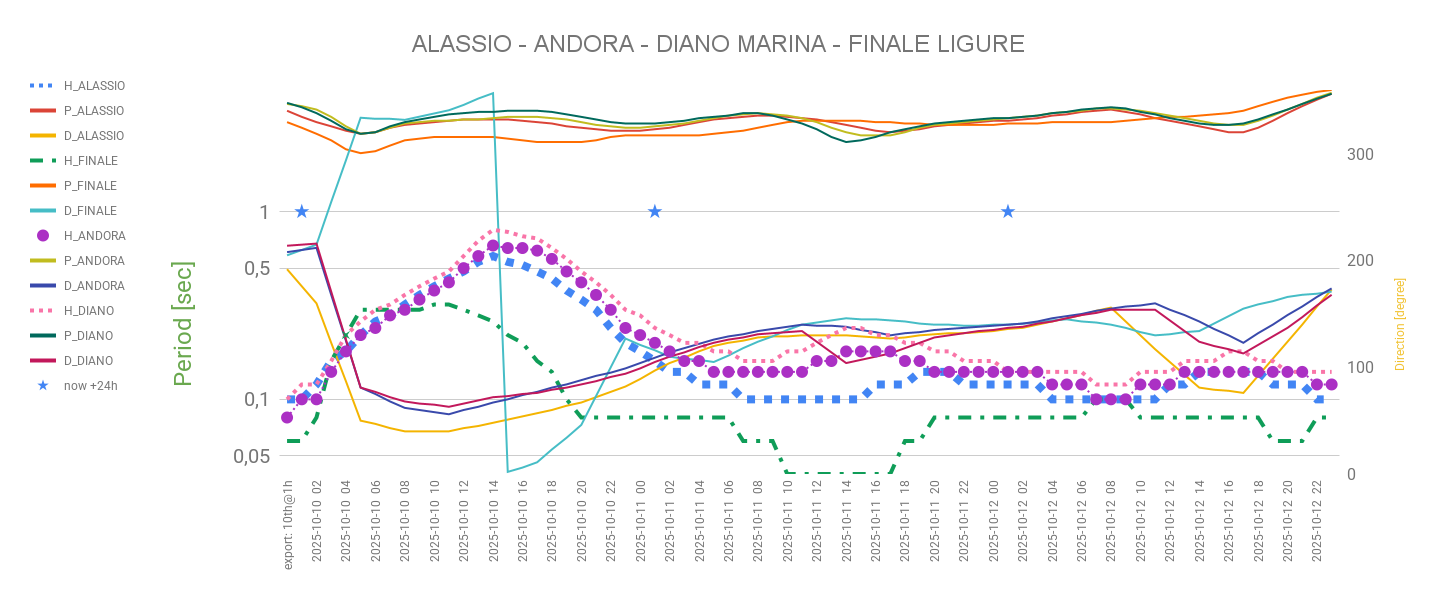 ALASSIO - ANDORA - DIANO MARINA - FINALE LIGURE
H_ALASSIO
P_ALASSIO
D_ALASSIO
H_FINALE
P_FINALE
D_FINALE
H_ANDORA
P_ANDORA
D_ANDORA
H_DIANO
P_DIANO
D_DIANO
now +24h
Period [sec]
1
0,5
0,1
0,05
300
200
100
0
Direction [degree]
export: 10th@1h
2025-10-10 02
2025-10-10 04
2025-10-10 06
2025-10-10 08
2025-10-10 10
2025-10-10 12
2025-10-10 14
2025-10-10 16
2025-10-10 18
2025-10-10 20
2025-10-10 22
2025-10-11 00
2025-10-11 02
2025-10-11 04
2025-10-11 06
2025-10-11 08
2025-10-11 10
2025-10-11 12
2025-10-11 14
2025-10-11 16
2025-10-11 18
2025-10-11 20
2025-10-11 22
2025-10-12 00
2025-10-12 02
2025-10-12 04
2025-10-12 06
2025-10-12 08
2025-10-12 10
2025-10-12 12
2025-10-12 14
2025-10-12 16
2025-10-12 18
2025-10-12 20
2025-10-12 22